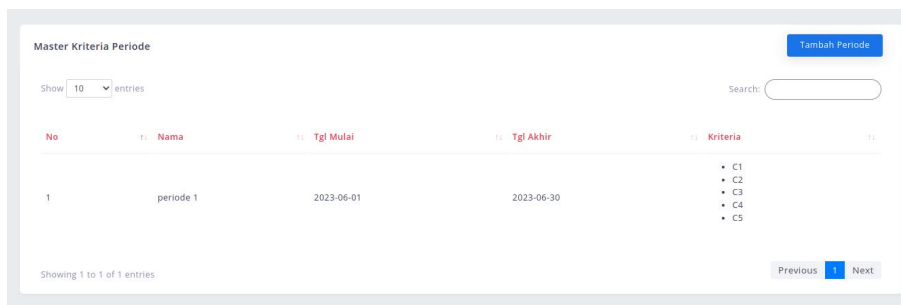 Master Kriteria Periode
Tambah Periode
Show 10 entries
Search:
No Nama Tgl Mulai Tgl Akhir Kriteria
1 periode 1 2023-06-01 2023-06-30
• C1
• C2
• C3
• C4
• C5
Showing 1 to 1 of 1 entries
Previous 1 Next